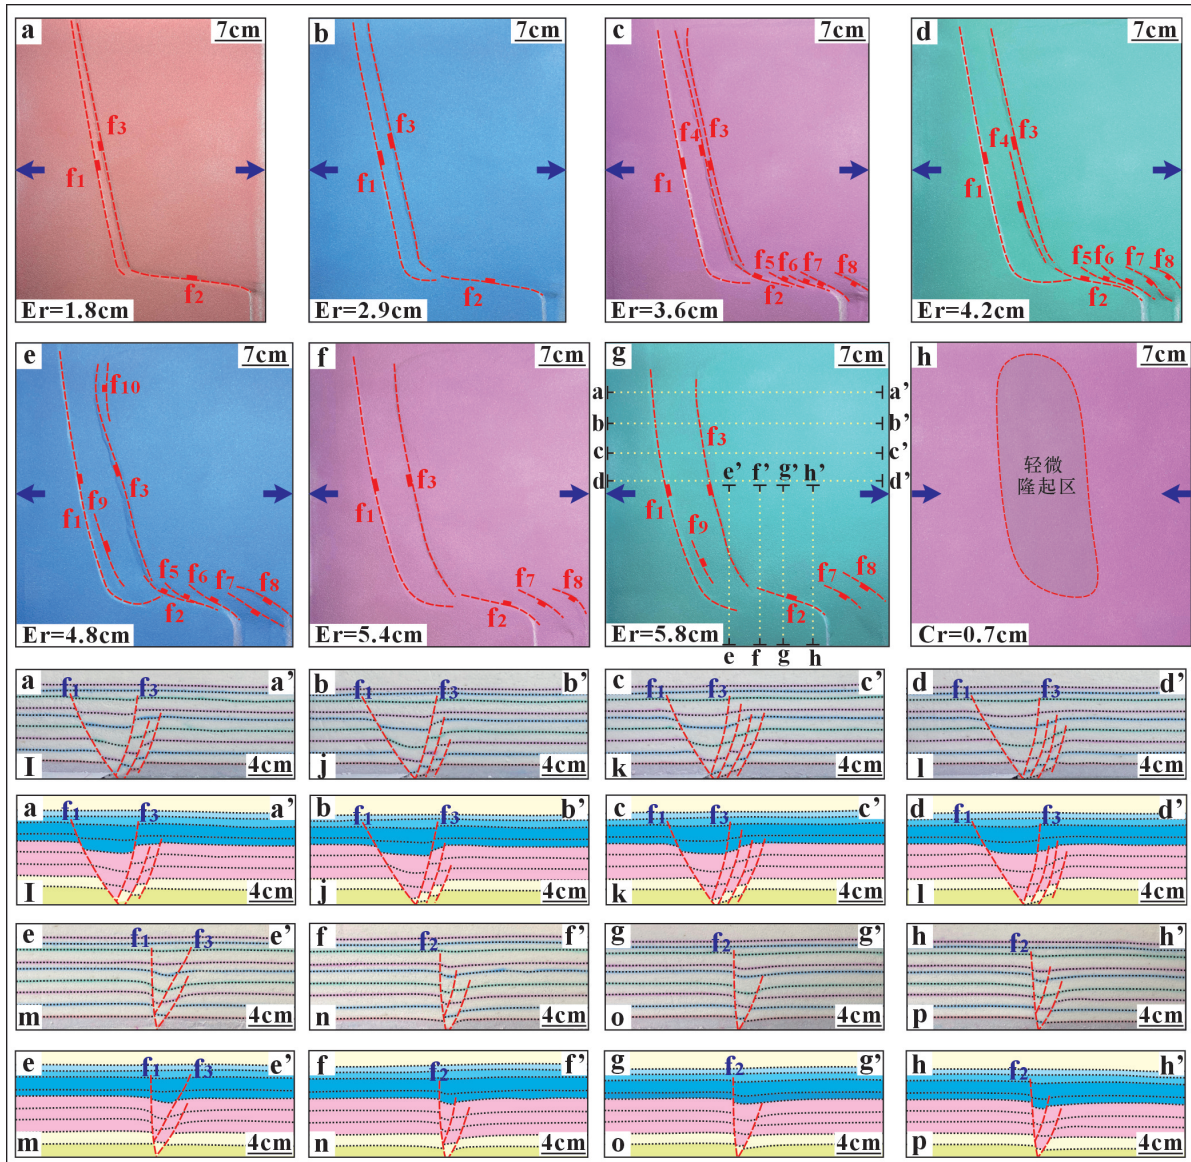 a
7cm
f3
f1
f2
Er=1.8cm
b
7cm
f3
f1
f2
Er=2.9cm
c
7cm
f4
f3
f1
f5
f6
f7
f8
f2
Er=3.6cm
d
7cm
f3
f4
f1
f5
f6
f7
f8
f2
Er=4.2cm
e
7cm
f10
f3
f9
f1
f5
f6
f7
f8
f2
Er=4.8cm
f
7cm
f3
f1
f7
f8
f2
Er=5.4cm
g
7cm
a a’
b b’
c c’
d d’
e’ f’ g’ h’
f3
f1
f9
f7
f8
f2
Er=5.8cm
e f g h
h
7cm
轻微
隆起区
Cr=0.7cm
a f1 f3 a’
I 4cm
b f1 f3 b’
j 4cm
c f1 f3 c’
k 4cm
d f1 f3 d’
l 4cm
a f1 f3 a’
I 4cm
b f1 f3 b’
j 4cm
c f1 f3 c’
k 4cm
d f1 f3 d’
l 4cm
e f1 f3 e’
m 4cm
f f2 f’
n 4cm
g f2 g’
o 4cm
h f2 h’
p 4cm
e f1 f3 e’
m 4cm
f f2 f’
n 4cm
g f2 g’
o 4cm
h f2 h’
p 4cm